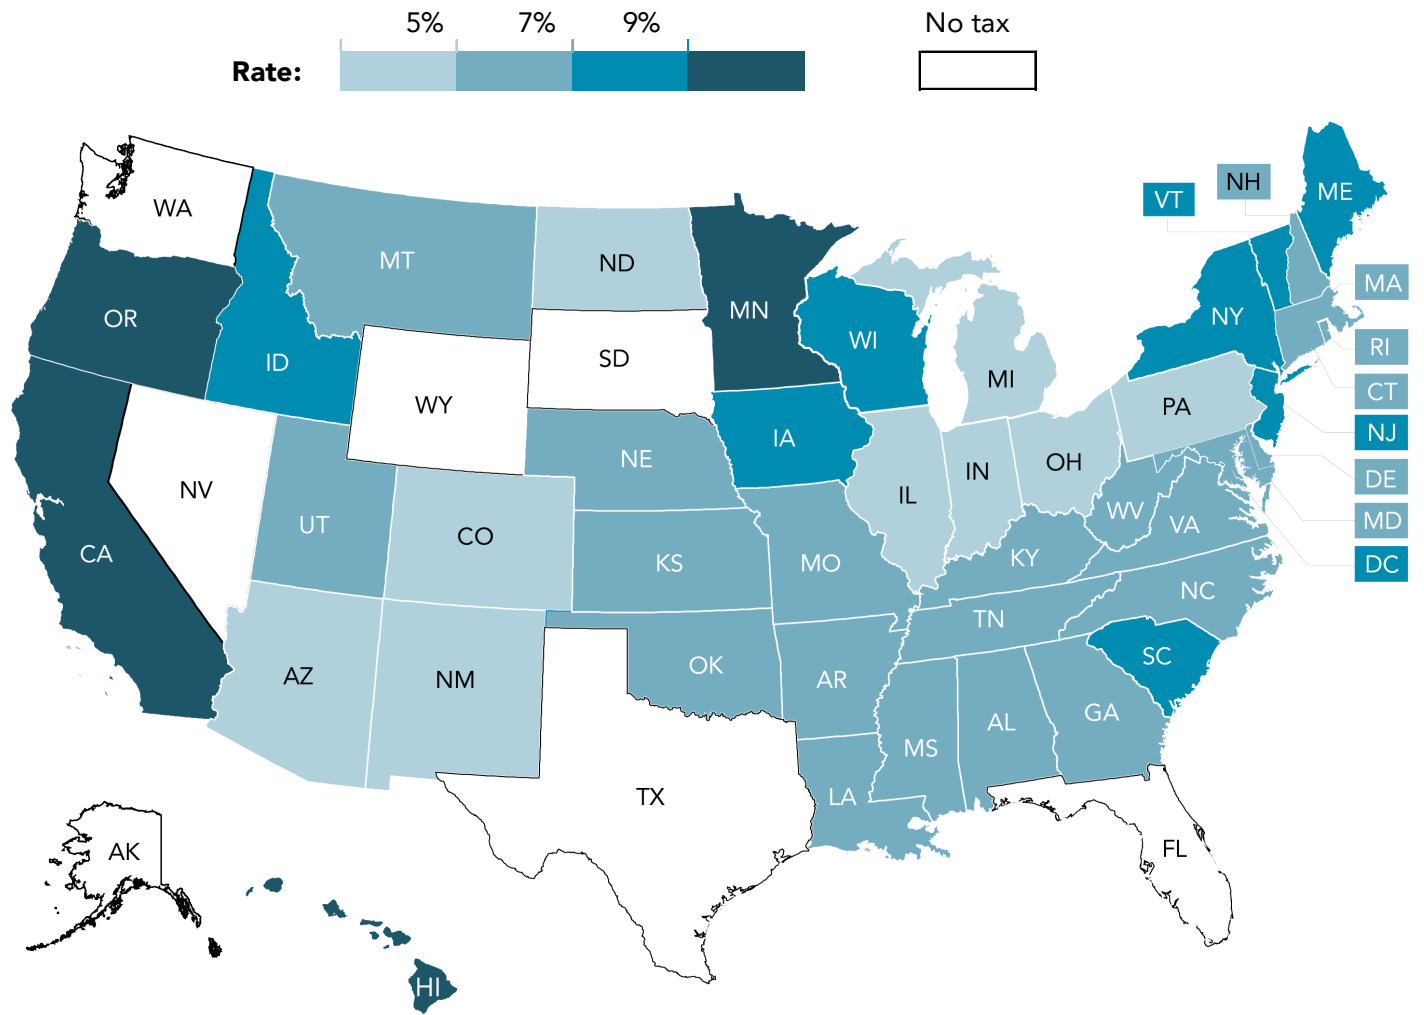 5% 7% 9% No tax
Rate:
WA
MT
ND
MN
OR
ID
SD
WI
WY
MI
NY
VT
NH
ME
MA
RI
CT
NJ
DE
MD
DC
PA
IA
NE
NV
UT
CO
IL
IN
OH
WV
VA
CA
KS
MO
KY
NC
TN
AZ
NM
OK
AR
SC
MS
AL
GA
TX
LA
AK
FL
HI